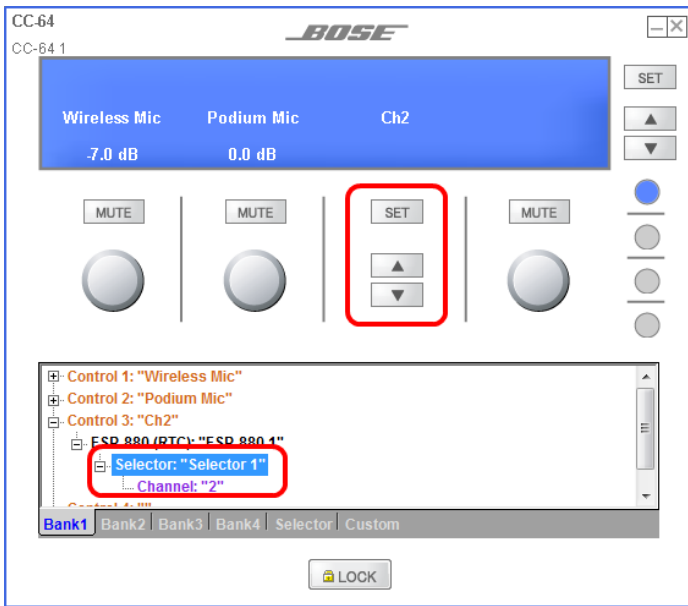 CC-64
BOSE
CC-64 1
SET
Wireless Mic Podium Mic Ch2
-7.0 dB 0.0 dB
MUTE MUTE SET MUTE
Control 1: "Wireless Mic"
Control 2: "Podium Mic"
Control 3: "Ch2"
ESP-880 (RTC): "ESP-880 1"
Selector: "Selector 1"
Channel: "2"
Control 4: ""
Bank1 Bank2 Bank3 Bank4 Selector Custom
LOCK